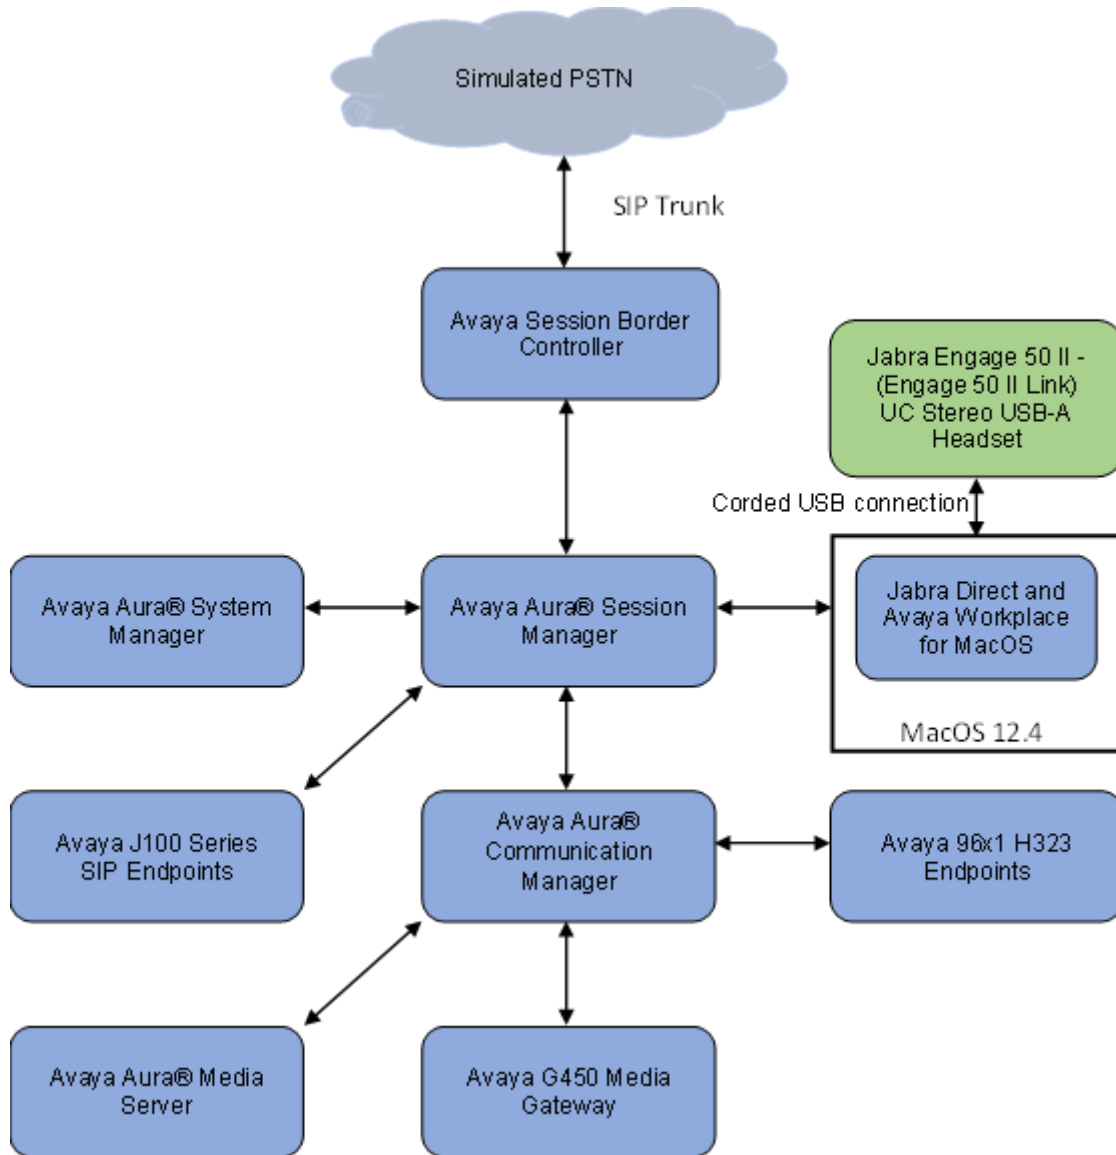 Simulated PSTN
SIP Trunk
Avaya Session Border
Controller
Jabra Engage 50 II -
(Engage 50 II Link)
UC Stereo USB-A
Headset
Corded USB connection
Avaya Aura® System
Manager
Avaya Aura® Session
Manager
Jabra Direct and
Avaya Workplace
for MacOS
MacOS 12.4
Avaya J100 Series
SIP Endpoints
Avaya Aura®
Communication
Manager
Avaya 96x1 H323
Endpoints
Avaya Aura® Media
Server
Avaya G450 Media
Gateway